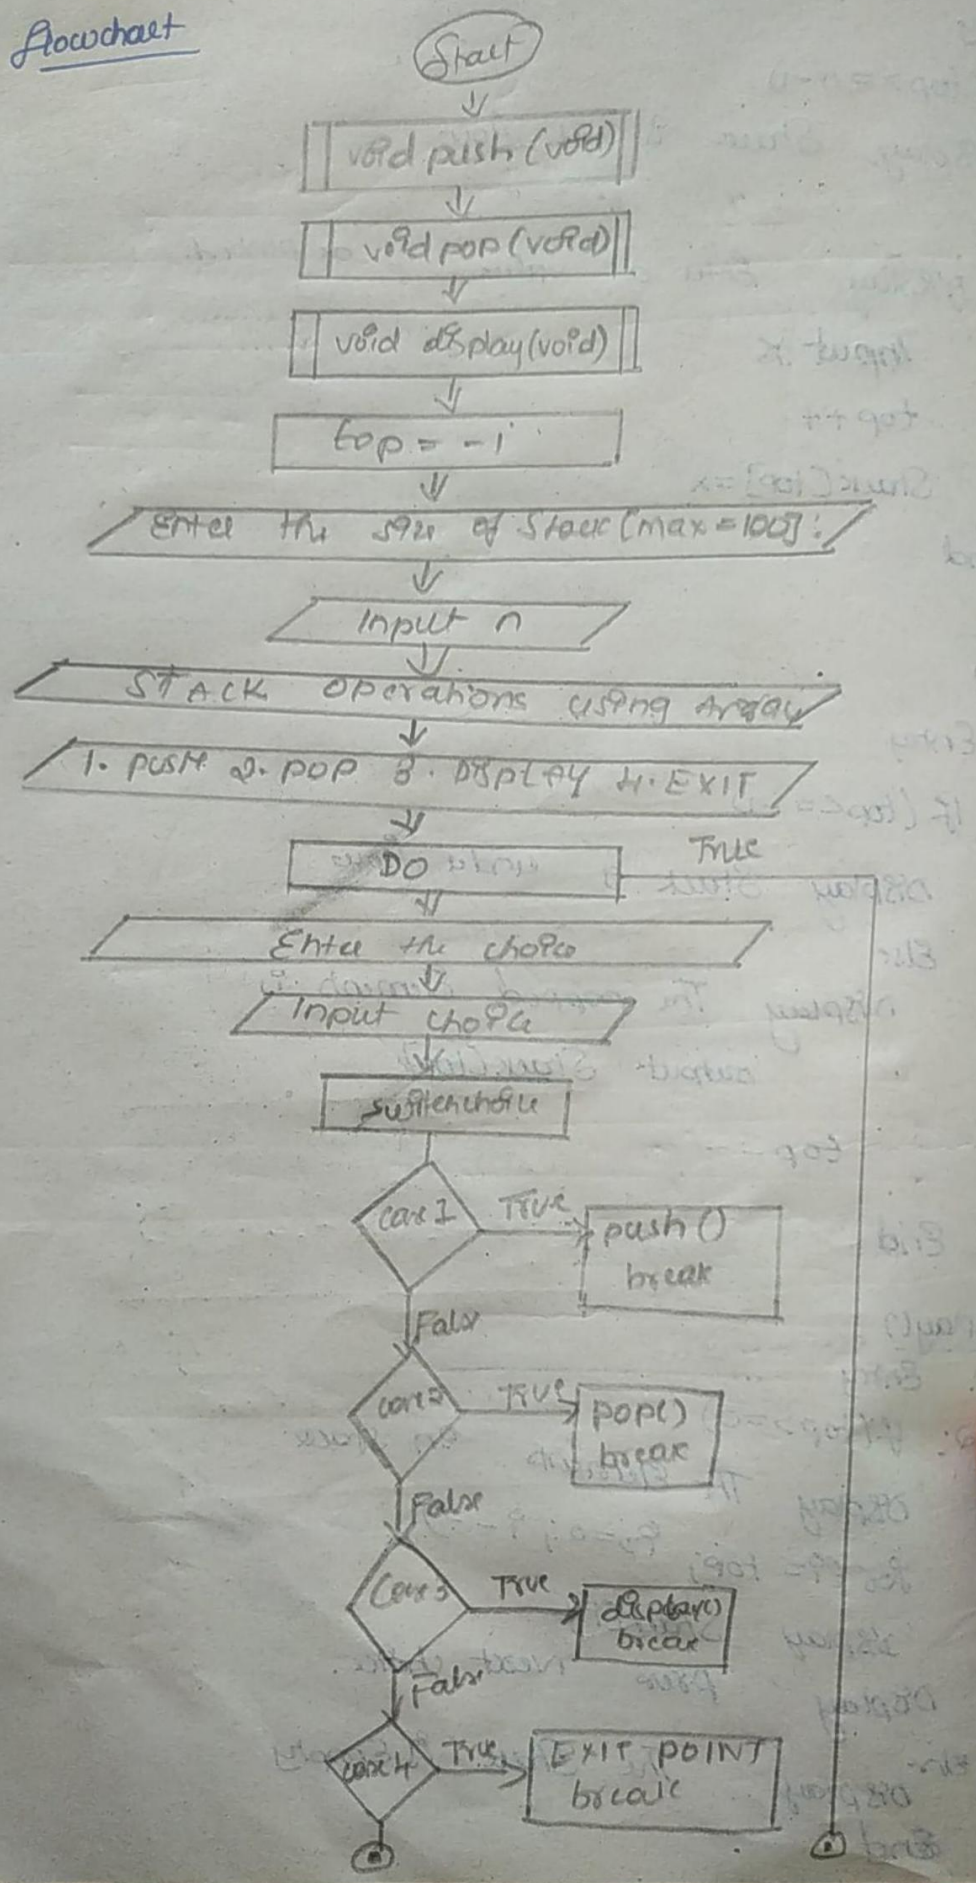 Flowchart
Start
void push (void)
void pop (void)
void display (void)
top = -1
Enter the size of Stack [max = 100] :
Input n
STACK operations using Array
1. PUSH 2. POP 3. DISPLAY 4. EXIT
DO True
Enter the choice
Input choice
switch choice
case 1 True push ()
break
False
case 2 True pop()
break
False
Case 3 True display()
break
False
case 4 True EXIT POINT
break